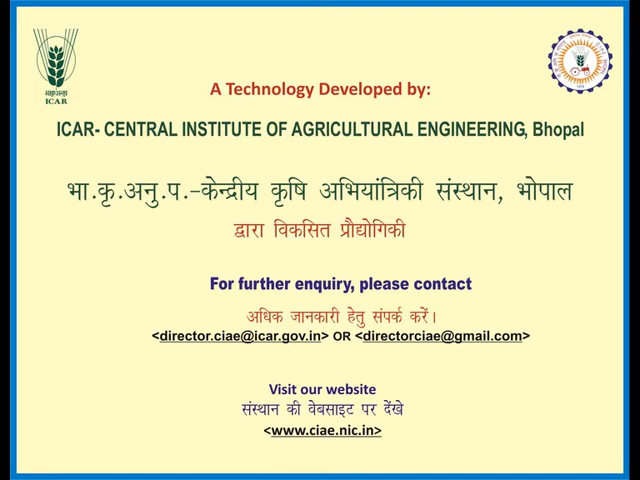 भाकृअनुप
ICAR
A Technology Developed by:
ICAR- CENTRAL INSTITUTE OF AGRICULTURAL ENGINEERING, Bhopal
भा.कृ.अनु.प.-केन्द्रीय कृषि अभियांत्रिकी संस्थान, भोपाल
द्वारा विकसित प्रौद्योगिकी
For further enquiry, please contact
अधिक जानकारी हेतु संपर्क करें।
<director.ciae@icar.gov.in> OR <directorciae@gmail.com>
Visit our website
संस्थान की वेबसाइट पर देंखे
<www.ciae.nic.in>